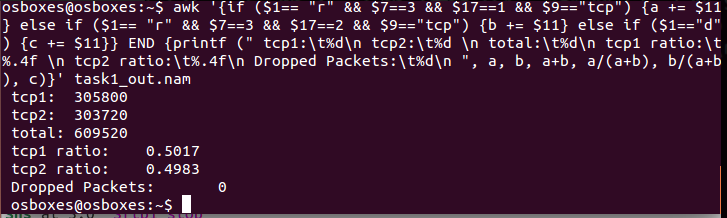 osboxes@osboxes:~$ awk '{if ($1== "r" && $7==3 && $17==1 && $9=="tcp") {a += $11
} else if ($1== "r" && $7==3 && $17==2 && $9=="tcp") {b += $11} else if ($1=="d"
) {c += $11}} END {printf (" tcp1:\t%d\n tcp2:\t%d \n total:\t%d\n tcp1 ratio:\t
%.4f \n tcp2 ratio:\t%.4f\n Dropped Packets:\t%d\n ", a, b, a+b, a/(a+b), b/(a+b
), c)}' task1_out.nam
tcp1: 305800
tcp2: 303720
total: 609520
tcp1 ratio: 0.5017
tcp2 ratio: 0.4983
Dropped Packets: 0
osboxes@osboxes:~$